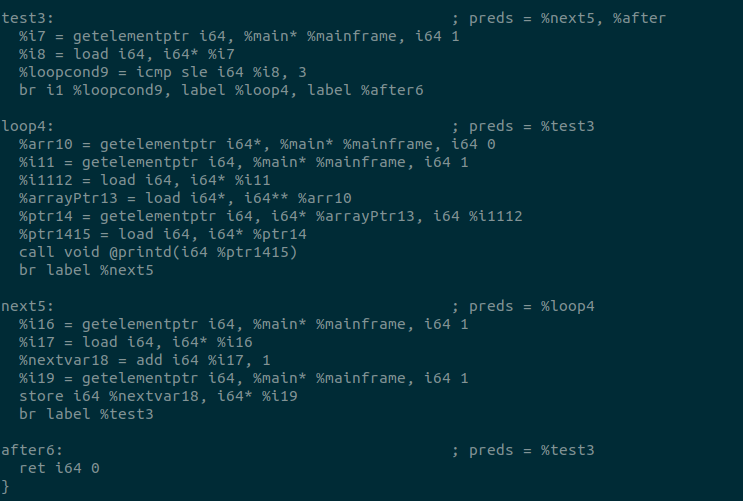 test3:                                            ; preds = %next5, %after
  %i7 = getelementptr i64, %main* %mainframe, i64 1
  %i8 = load i64, i64* %i7
  %loopcond9 = icmp sle i64 %i8, 3
  br i1 %loopcond9, label %loop4, label %after6

loop4:                                            ; preds = %test3
  %arr10 = getelementptr i64*, %main* %mainframe, i64 0
  %i11 = getelementptr i64, %main* %mainframe, i64 1
  %i1112 = load i64, i64* %i11
  %arrayPtr13 = load i64*, i64** %arr10
  %ptr14 = getelementptr i64, i64* %arrayPtr13, i64 %i1112
  %ptr1415 = load i64, i64* %ptr14
  call void @printd(i64 %ptr1415)
  br label %next5

next5:                                            ; preds = %loop4
  %i16 = getelementptr i64, %main* %mainframe, i64 1
  %i17 = load i64, i64* %i16
  %nextvar18 = add i64 %i17, 1
  %i19 = getelementptr i64, %main* %mainframe, i64 1
  store i64 %nextvar18, i64* %i19
  br label %test3

after6:                                           ; preds = %test3
  ret i64 0
}